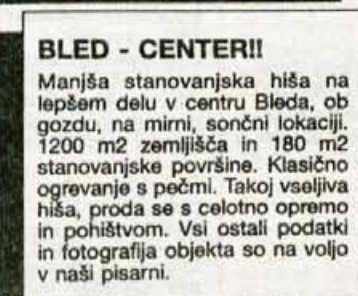 BLED - CENTER!!
Manjša stanovanjska hiša na
lepšem delu v centru Bleda, ob
gozdu, na mirni, sončni lokaciji.
1200 m2 zemljišča in 180 m2
stanovanjske površine. Klasično
ogrevanje s pečmi. Takoj vseljiva
hiša, proda se s celotno opremo
in pohištvom. Vsi ostali podatki
in fotografija objekta so na voljo
v naši pisarni.